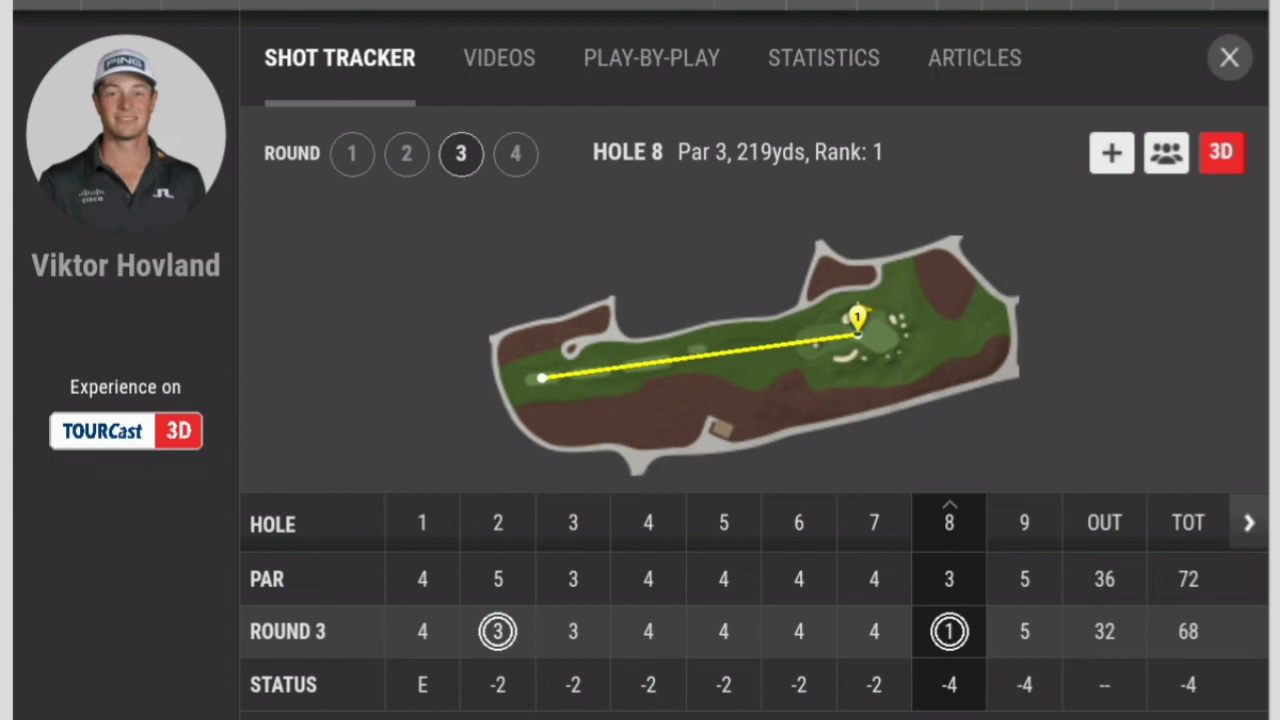 PING
cisco
SHOT TRACKER VIDEOS PLAY-BY-PLAY STATISTICS ARTICLES
ROUND 1 2 3 4 HOLE 8 Par 3, 219yds, Rank: 1 + 3D
Viktor Hovland
Experience on
TOURCast 3D
1
HOLE 1 2 3 4 5 6 7 8 9 OUT TOT
PAR 4 5 3 4 4 4 4 3 5 36 72
ROUND 3 4 3 3 4 4 4 4 1 5 32 68
STATUS E -2 -2 -2 -2 -2 -2 -4 -4 -- -4